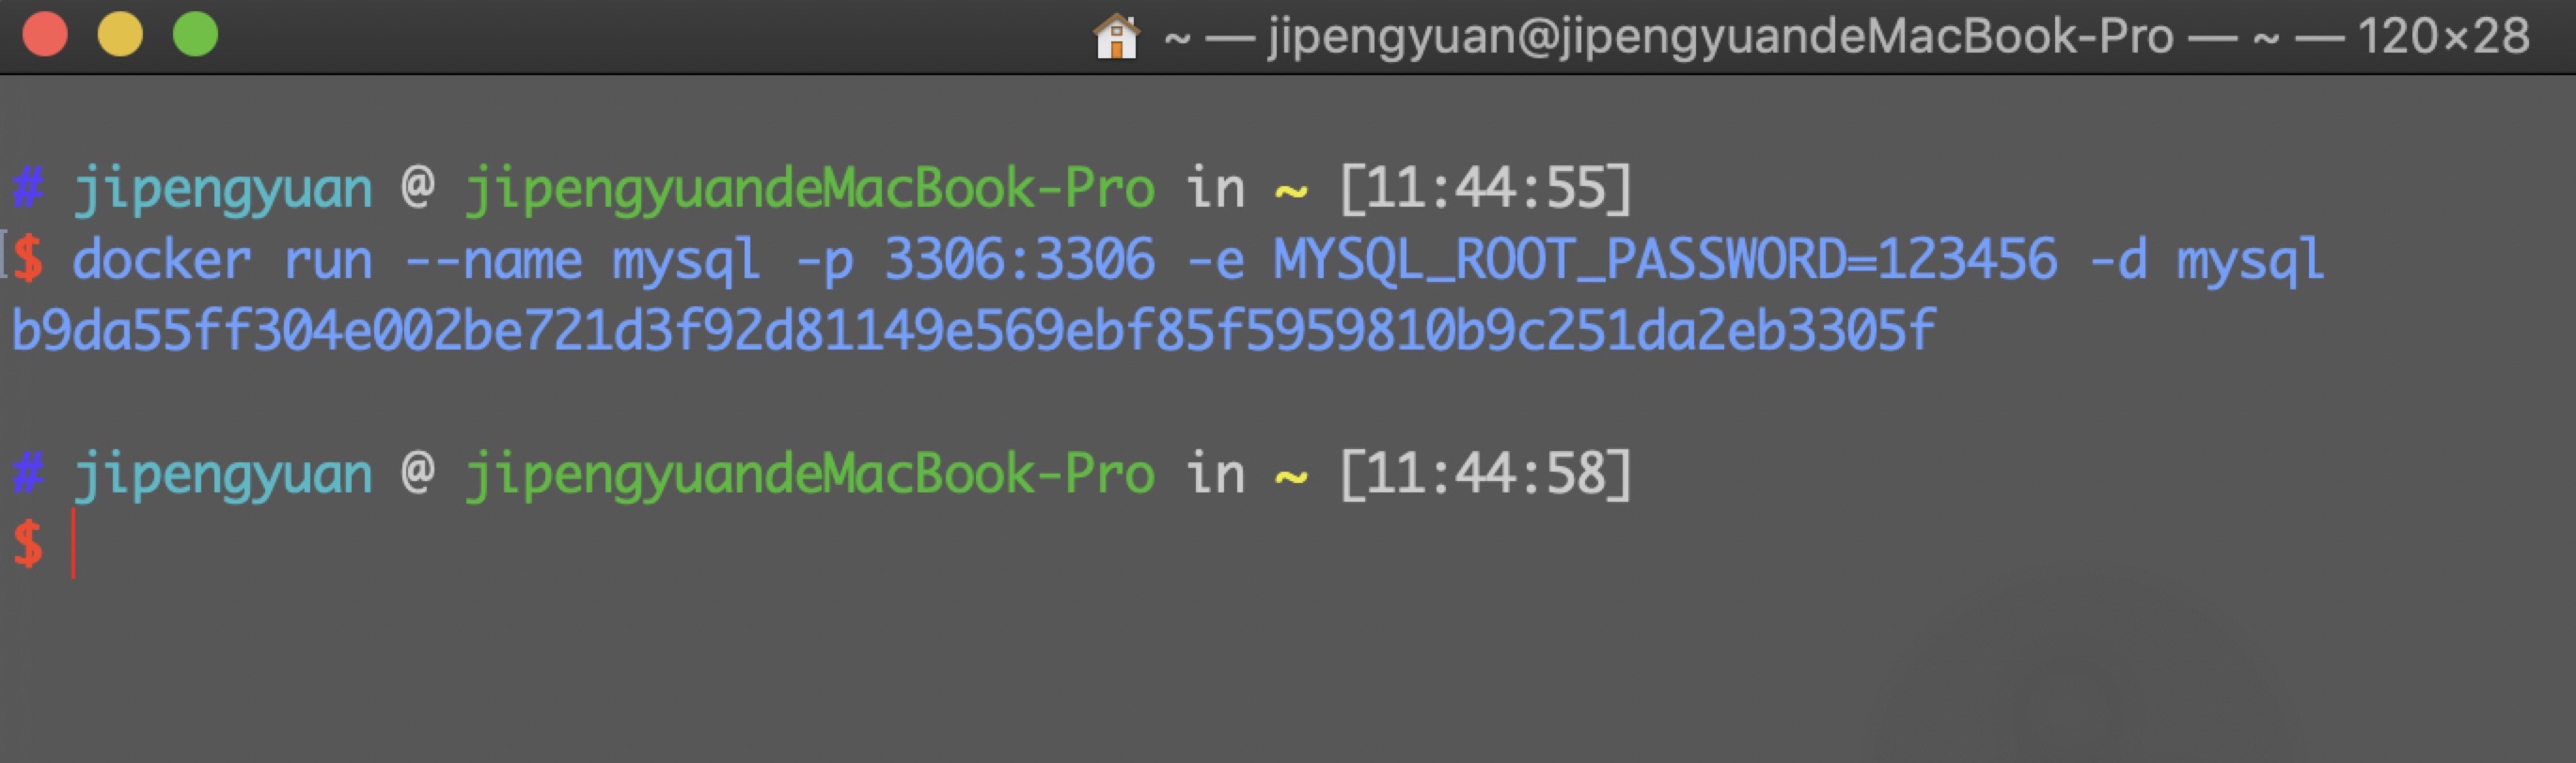 ~ — jipengyuan@jipengyuandeMacBook-Pro — ~ — 120×28
# jipengyuan @ jipengyuandeMacBook-Pro in ~ [11:44:55]
$ docker run --name mysql -p 3306:3306 -e MYSQL_ROOT_PASSWORD=123456 -d mysql
b9da55ff304e002be721d3f92d81149e569ebf85f5959810b9c251da2eb3305f
# jipengyuan @ jipengyuandeMacBook-Pro in ~ [11:44:58]
$